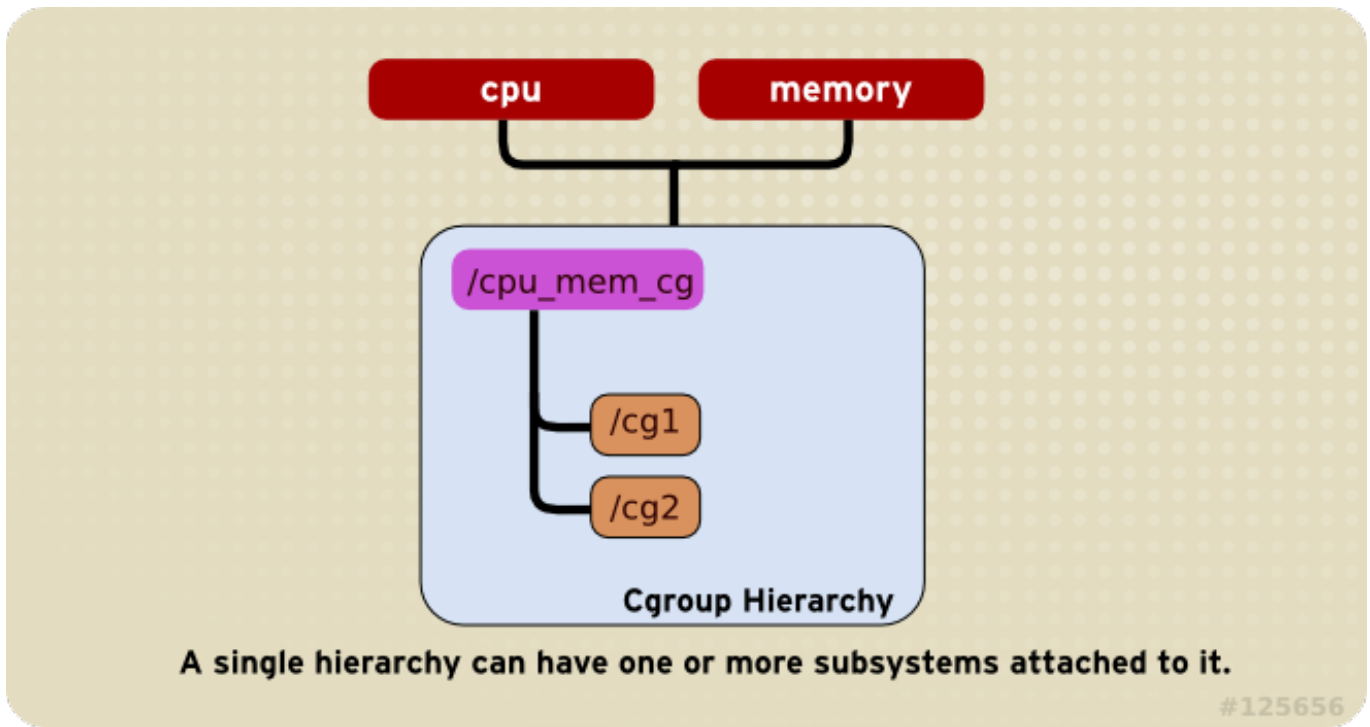 cpu
memory
/cpu_mem_cg
/cg1
/cg2
Cgroup Hierarchy
A single hierarchy can have one or more subsystems attached to it.
#125656